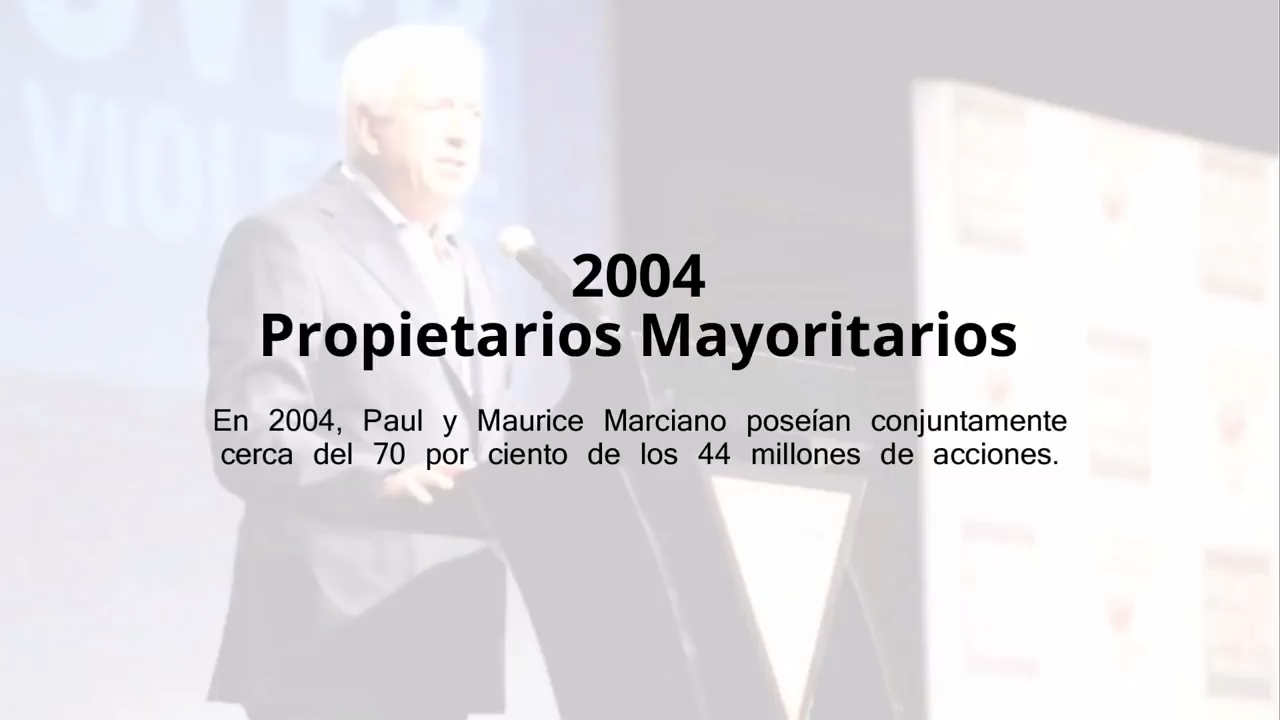 VIOL
2004
Propietarios Mayoritarios
En 2004, Paul y Maurice Marciano poseían conjuntamente
cerca del 70 por ciento de los 44 millones de acciones.